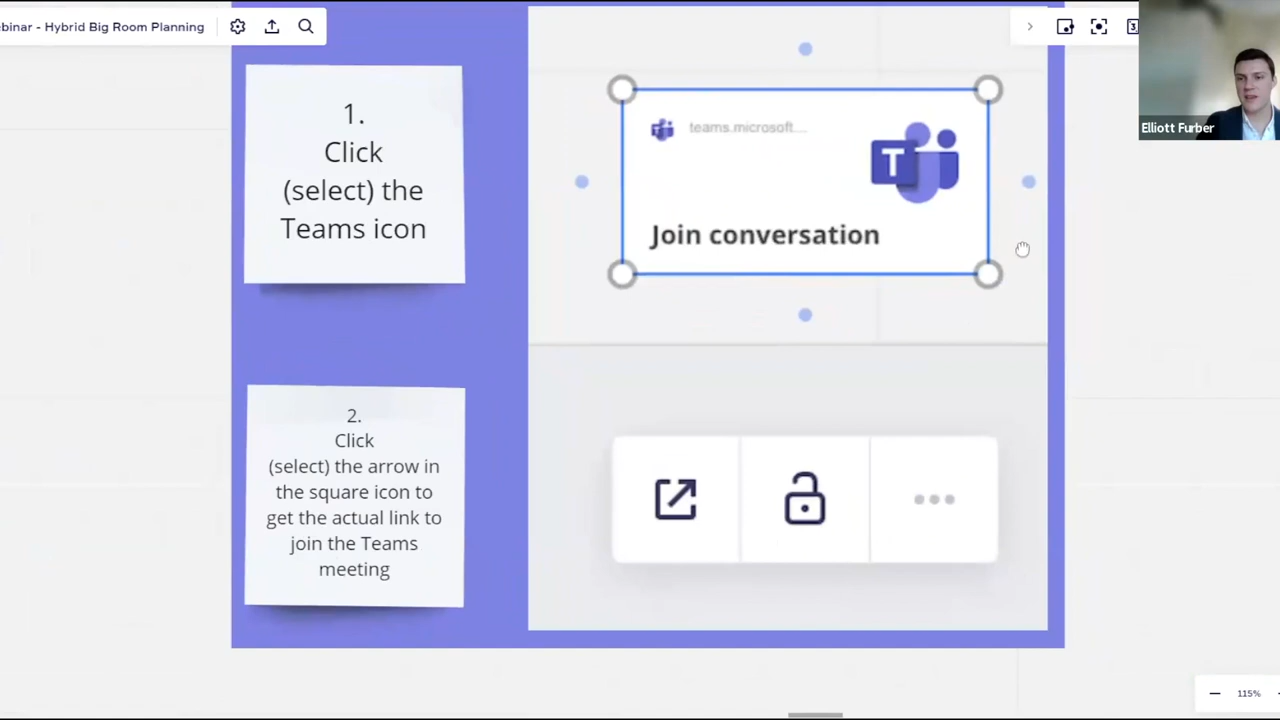 ebinar - Hybrid Big Room Planning
1.
Click
(select) the
Teams icon
teams.microsoft....
T
Join conversation
Elliott Furber
2.
Click
(select) the arrow in
the square icon to
get the actual link to
join the Teams
meeting
115%